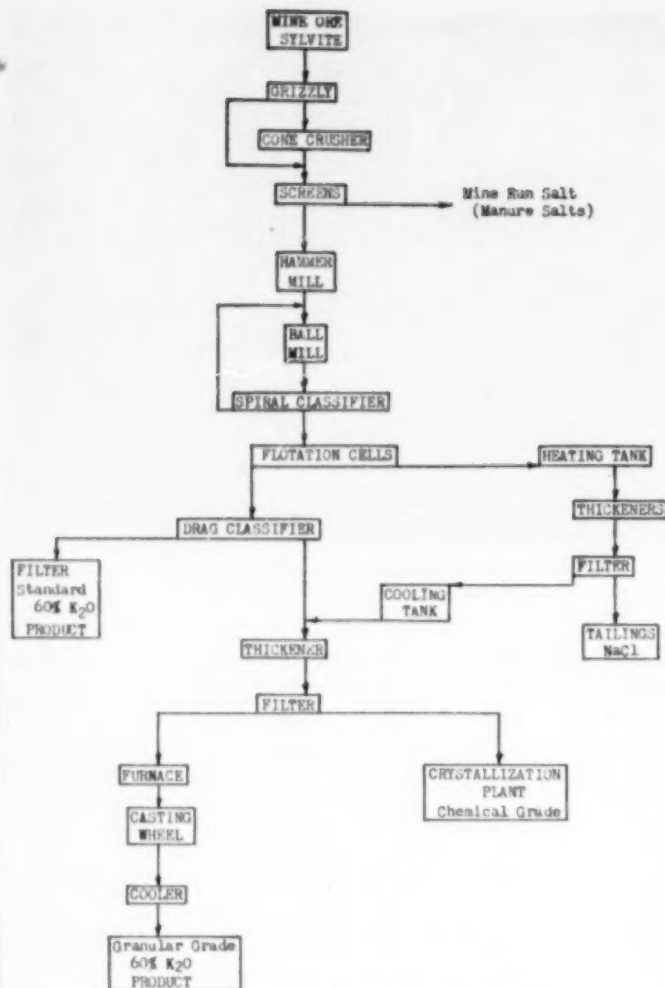 MINE ORE
SYLVITE
GRIZZLY
CONE CRUSHER
SCREENS
Mine Run Salt
(Manure Salts)
HAMMER
MILL
BALL
MILL
SPIRAL CLASSIFIER
FLOTATION CELLS
HEATING TANK
THICKENERS
DRAG CLASSIFIER
FILTER
Standard
60% K₂O
PRODUCT
FILTER
COOLING
TANK
TAILINGS
NaCl
THICKENER
FILTER
FURNACE
CRYSTALLIZATION
PLANT
Chemical Grade
CASTING
WHEEL
COOLER
Granular Grade
60% K₂O
PRODUCT